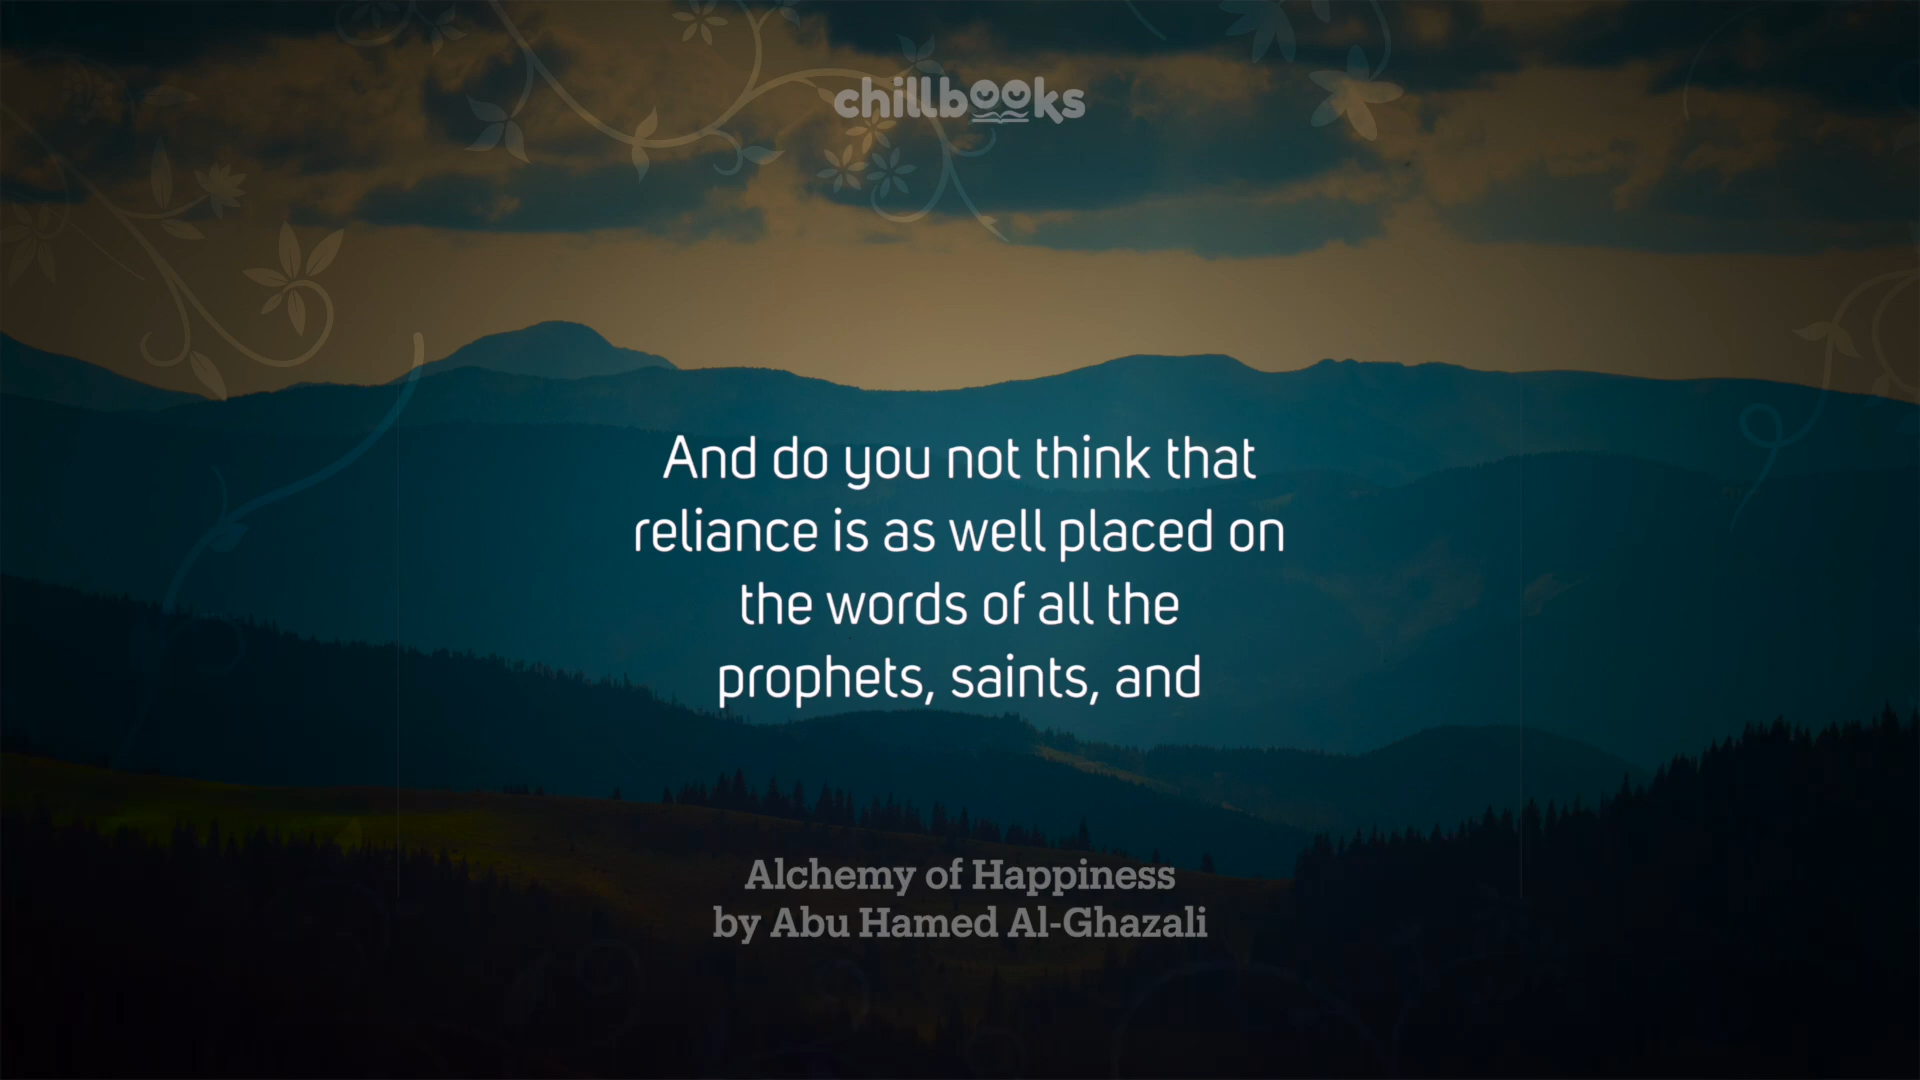 chillbooks
And do you not think that
reliance is as well placed on
the words of all the
prophets, saints, and
Alchemy of Happiness
by Abu Hamed Al-Ghazali